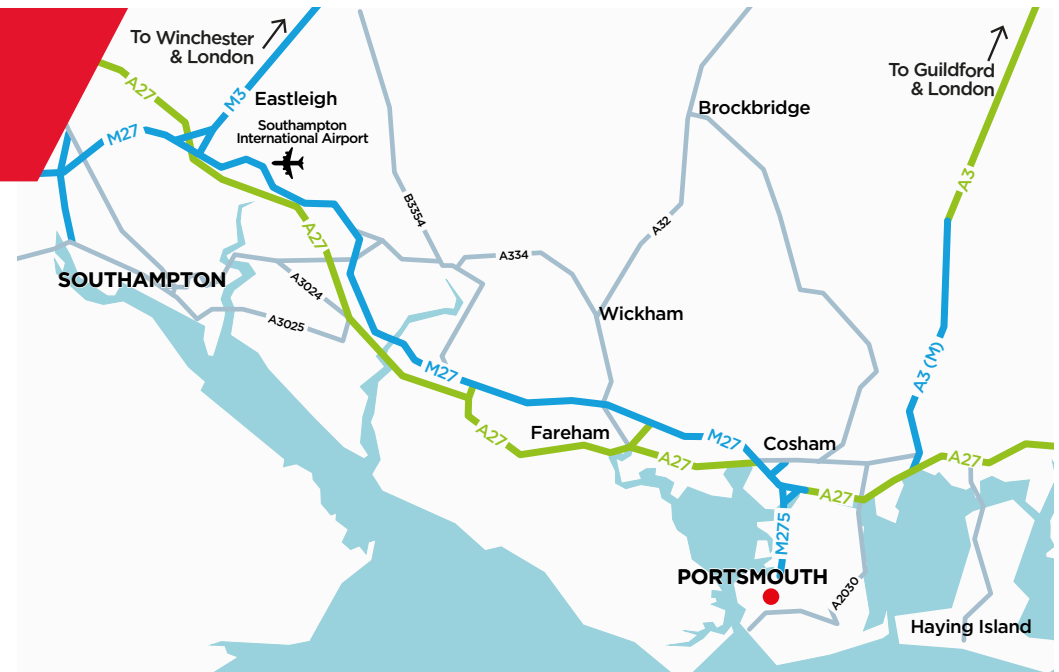 To Winchester
& London
To Guildford
& London
A27
M3
Eastleigh
Brockbridge
M27
Southampton
International Airport
A3
B3354
A32
A27
A334
SOUTHAMPTON
A3024
Wickham
A3025
A3 (M)
M27
A27
Fareham
M27
Cosham
A27
A27
A27
M275
PORTSMOUTH
A2030
Haying Island